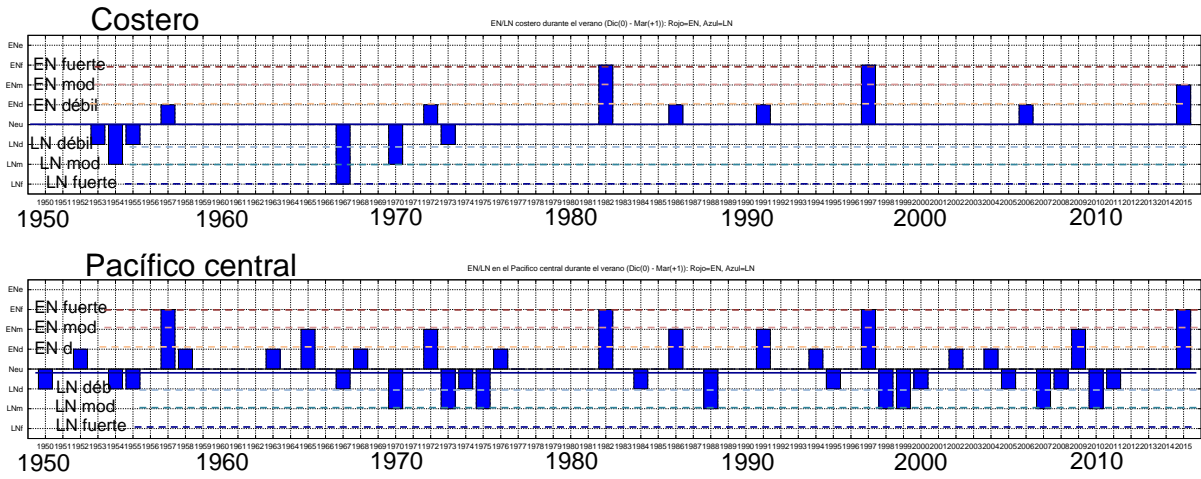 Costero
EN/LN costero durante el verano (Dic(0) - Mar(+1)): Rojo=EN, Azul=LN
ENe
ENf EN fuerte
ENm EN mod
ENd EN débil
Neu
LNd LN débil
LNm LN mod
LNf LN fuerte
1950 1951 1952 1953 1954 1955 1956 1957 1958 1959 1960 1961 1962 1963 1964 1965 1966 1967 1968 1969 1970 1971 1972 1973 1974 1975 1976 1977 1978 1979 1980 1981 1982 1983 1984 1985 1986 1987 1988 1989 1990 1991 1992 1993 1994 1995 1996 1997 1998 1999 2000 2001 2002 2003 2004 2005 2006 2007 2008 2009 2010 2011 2012 2013 2014 2015
1950 1960 1970 1980 1990 2000 2010
Pacífico central
EN/LN en el Pacifico central durante el verano (Dic(0) - Mar(+1)): Rojo=EN, Azul=LN
ENe
ENf EN fuerte
ENm EN mod
ENd EN d
Neu
LNd LN déb
LNm LN mod
LNf LN fuerte
1950 1951 1952 1953 1954 1955 1956 1957 1958 1959 1960 1961 1962 1963 1964 1965 1966 1967 1968 1969 1970 1971 1972 1973 1974 1975 1976 1977 1978 1979 1980 1981 1982 1983 1984 1985 1986 1987 1988 1989 1990 1991 1992 1993 1994 1995 1996 1997 1998 1999 2000 2001 2002 2003 2004 2005 2006 2007 2008 2009 2010 2011 2012 2013 2014 2015
1950 1960 1970 1980 1990 2000 2010